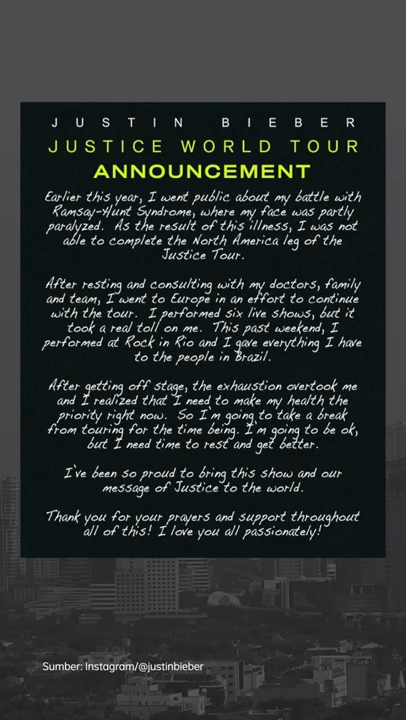 JUSTIN BIEBER
JUSTICE WORLD TOUR
ANNOUNCEMENT
Earlier this year, I went public about my battle with
Ramsay-Hunt Syndrome, where my face was partly
paralyzed. As the result of this illness, I was not
able to complete the North America leg of the
Justice Tour.
After resting and consulting with my doctors, family
and team, I went to Europe in an effort to continue
with the tour. I performed six live shows, but it
took a real toll on me. This past weekend, I
performed at Rock in Rio and I gave everything I have
to the people in Brazil.
After getting off stage, the exhaustion overtook me
and I realized that I need to make my health the
priority right now. So I'm going to take a break
from touring for the time being. I'm going to be ok,
but I need time to rest and get better.
I've been so proud to bring this show and our
message of Justice to the world.
Thank you for your prayers and support throughout
all of this! I love you all passionately!
Sumber: Instagram/@justinbieber